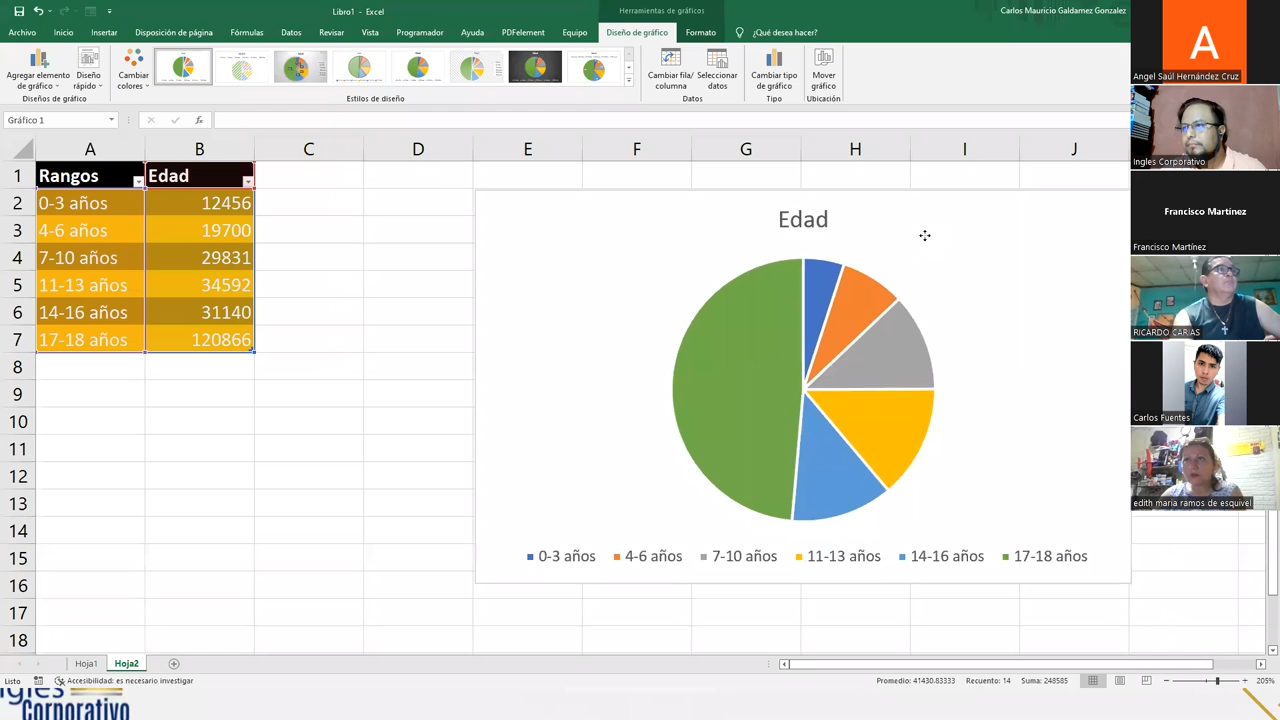 Libro1 - Excel
Herramientas de gráficos
Carlos Mauricio Galdamez Gonzalez
Archivo Inicio Insertar Disposición de página Fórmulas Datos Revisar Vista Programador Ayuda PDFelement Equipo Diseño de gráfico Formato ¿Qué desea hacer?
Agregar elemento de gráfico
Diseño rápido
Cambiar colores
Cambiar fila/columna
Seleccionar datos
Cambiar tipo de gráfico
Mover gráfico
Diseños de gráfico Estilos de diseño Datos Tipo Ubicación
Gráfico 1
fx
A B C D E F G H I J
1 Rangos Edad
2 0-3 años 12456
3 4-6 años 19700
4 7-10 años 29831
5 11-13 años 34592
6 14-16 años 31140
7 17-18 años 120866
8
9
10
11
12
13
14
15
16
17
18
Edad
0-3 años 4-6 años 7-10 años 11-13 años 14-16 años 17-18 años
A
Angel Saúl Hernández Cruz
Ingles Corporativo
Francisco Martínez
Francisco Martínez
RICARDO CARIAS
Carlos Fuentes
edith maria ramos de esquivel
Hoja1 Hoja2
Listo Accesibilidad: es necesario investigar Promedio: 41430.83333 Recuento: 14 Suma: 248585 205%
Ingles
Corporativo